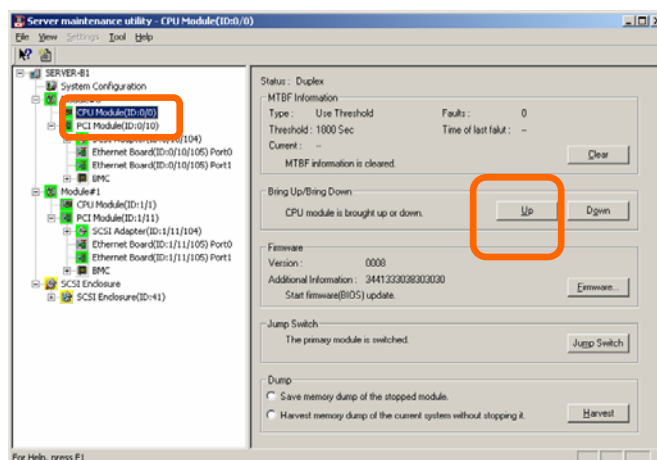 Server maintenance utility - CPU Module(ID:0/0)
File View Settings Tool Help
SERVER-B1
System Configuration
CPU Module(ID:0/0)
PCI Module(ID:0/10)
Ethernet Board(ID:0/10/105) Port0
Ethernet Board(ID:0/10/105) Port1
BMC
Module#1
CPU Module(ID:1/1)
PCI Module(ID:1/11)
SCSI Adapter(ID:1/11/104)
Ethernet Board(ID:1/11/105) Port0
Ethernet Board(ID:1/11/105) Port1
BMC
SCSI Enclosure
SCSI Enclosure(ID:41)
Status : Duplex
MTBF Information
Type : Use Threshold Faults : 0
Threshold : 1800 Sec Time of last falut : --
Current : --
MTBF information is cleared.
Clear
Bring Up/Bring Down
CPU module is brought up or down.
Up
Down
Firmware
Version : 0008
Additional Information : 3441333038303030
Start firmware(BIOS) update.
Firmware...
Jump Switch
The primary module is switched.
Jump Switch
Dump
Save memory dump of the stopped module.
Harvest memory dump of the current system without stopping it.
Harvest
For Help, press F1